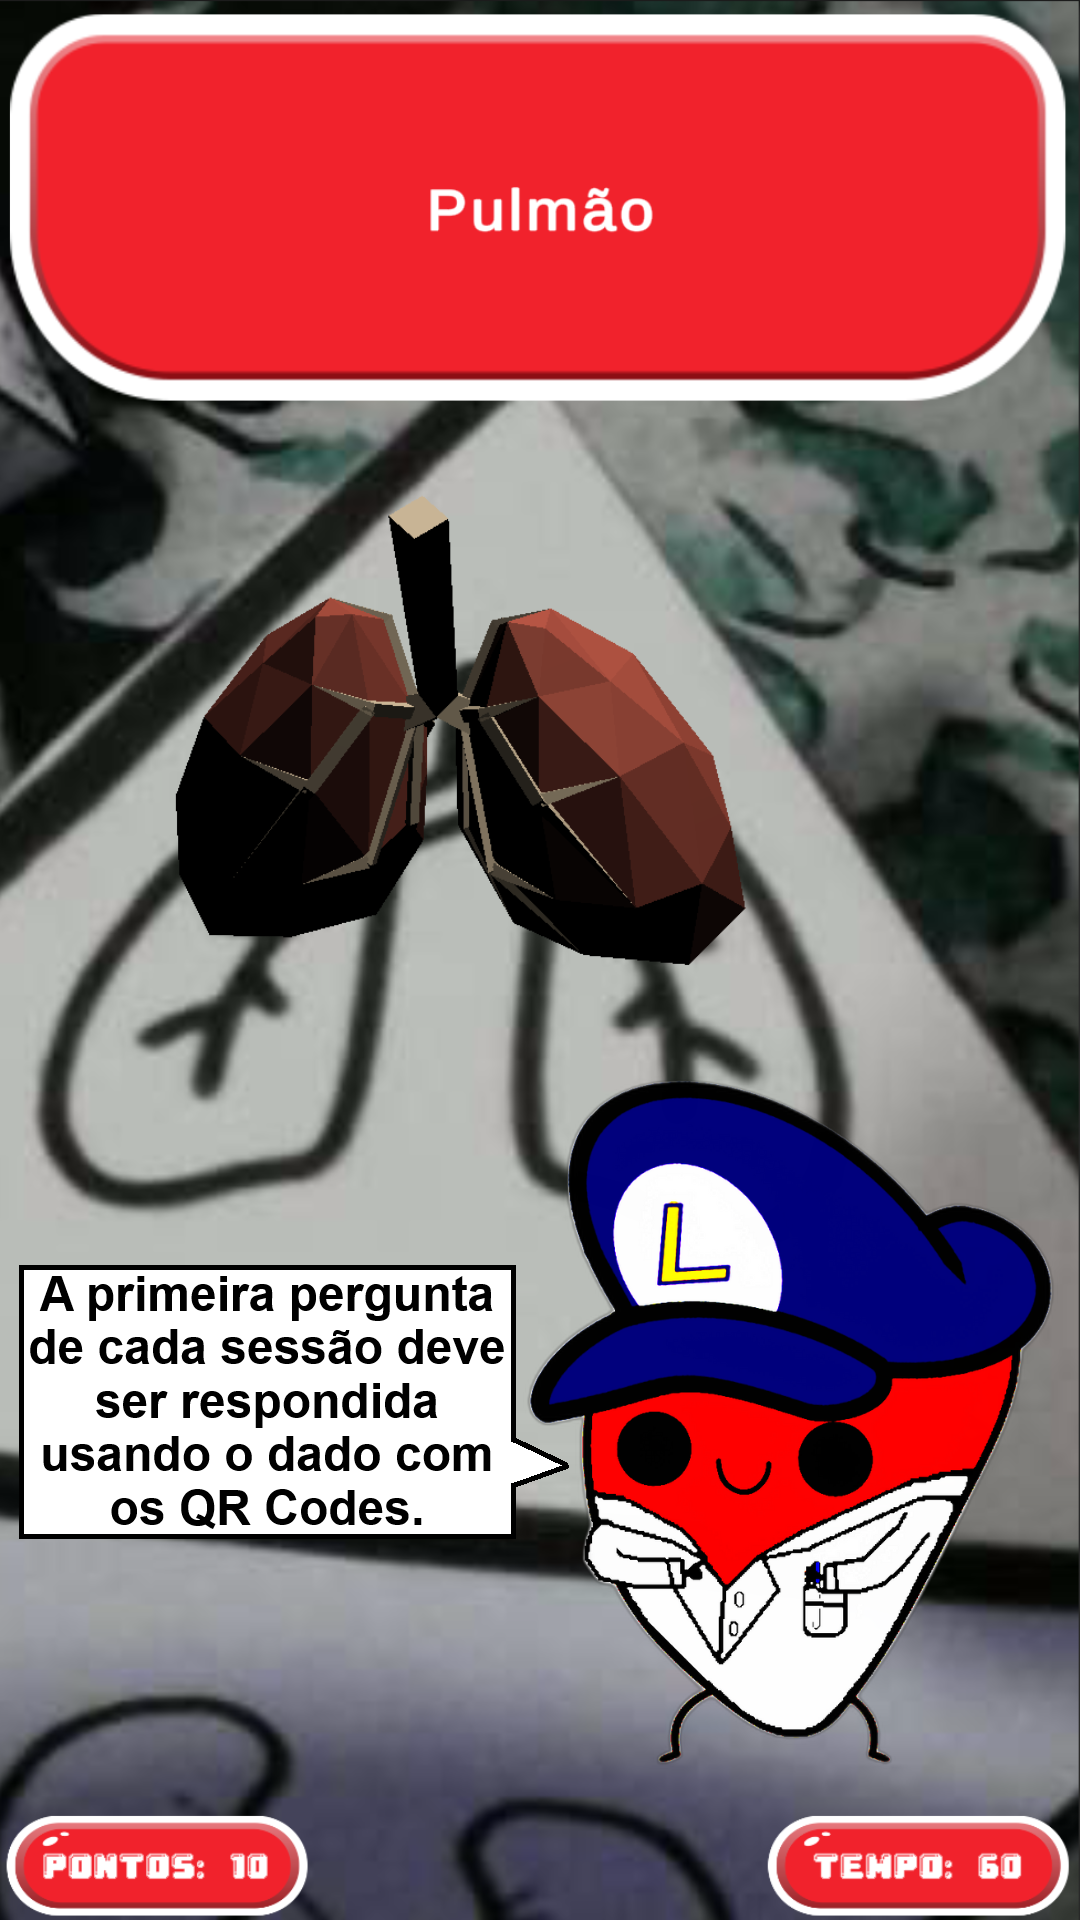 Pulmão
L
A primeira pergunta
de cada sessão deve
ser respondida
usando o dado com
os QR Codes.
PONTOS: 10
TEMPO: 60